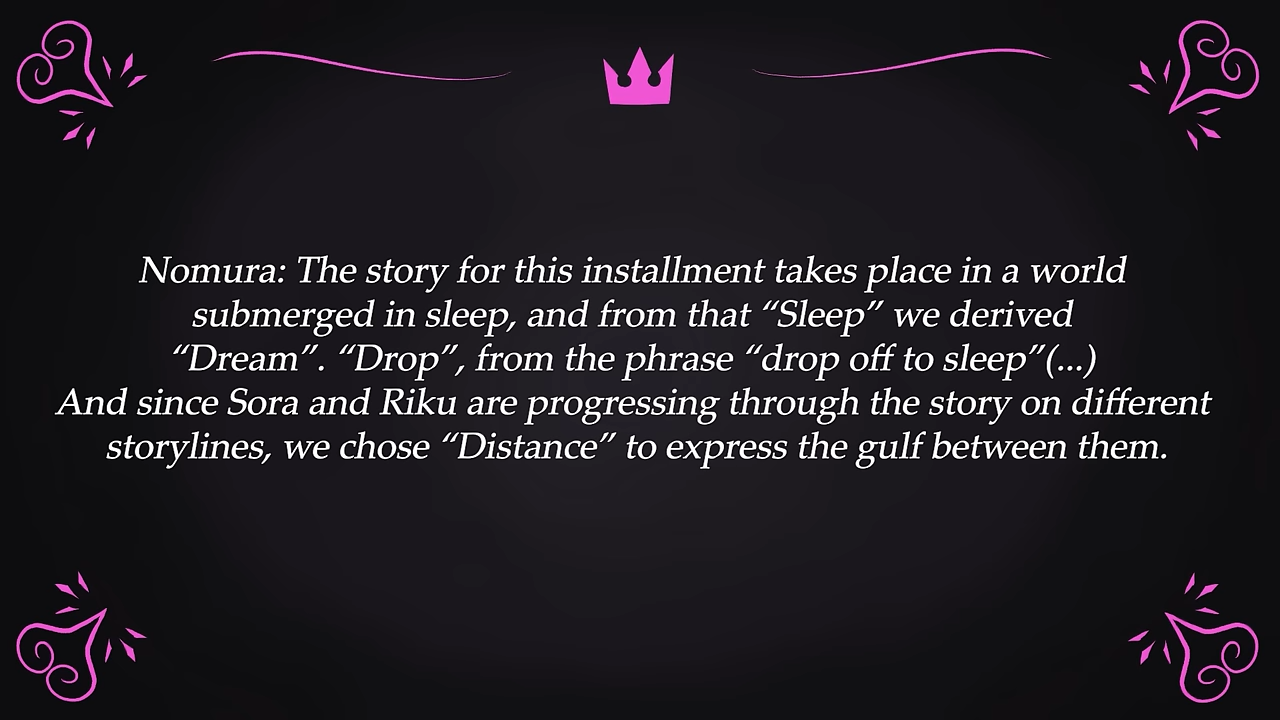 Nomura: The story for this installment takes place in a world
submerged in sleep, and from that “Sleep” we derived
“Dream”. “Drop”, from the phrase “drop off to sleep”(...)
And since Sora and Riku are progressing through the story on different
storylines, we chose “Distance” to express the gulf between them.